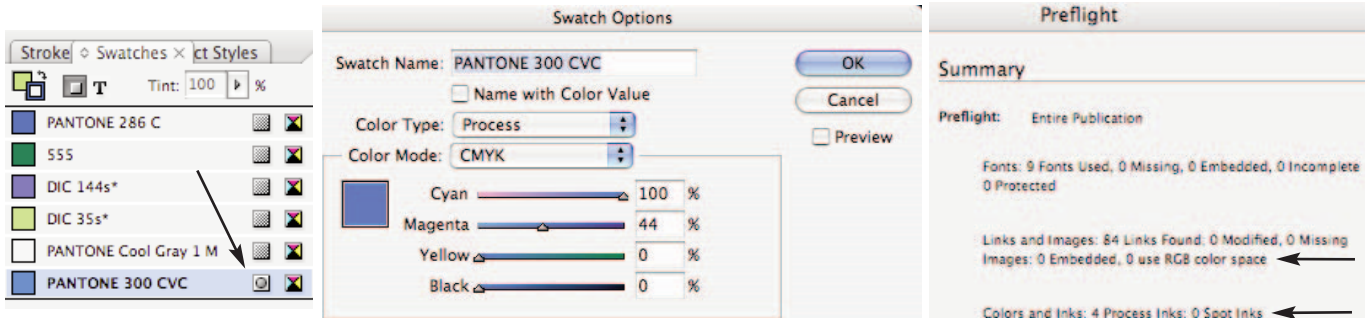 Stroke Swatches × ct Styles
Tint: 100 %
PANTONE 286 C
555
DIC 144s*
DIC 35s*
PANTONE Cool Gray 1 M
PANTONE 300 CVC
Swatch Options
Swatch Name: PANTONE 300 CVC
Name with Color Value
Color Type: Process
Color Mode: CMYK
Cyan 100 %
Magenta 44 %
Yellow 0 %
Black 0 %
OK
Cancel
Preview
Preflight
Summary
Preflight: Entire Publication
Fonts: 9 Fonts Used, 0 Missing, 0 Embedded, 0 Incomplete
0 Protected
Links and Images: 84 Links Found; 0 Modified, 0 Missing
Images: 0 Embedded, 0 use RGB color space
Colors and Inks: 4 Process Inks; 0 Spot Inks